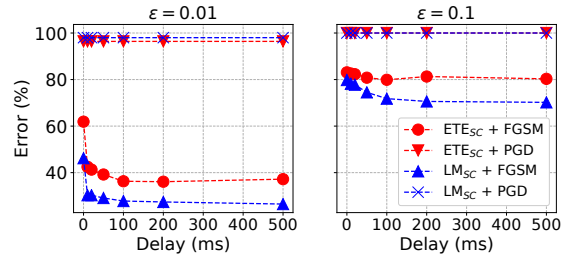 ε = 0.01
ε = 0.1
Error (%)
100
80
60
40
0
100
200
300
400
500
Delay (ms)
0
100
200
300
400
500
Delay (ms)
ETE_SC + FGSM
ETE_SC + PGD
LM_SC + FGSM
LM_SC + PGD